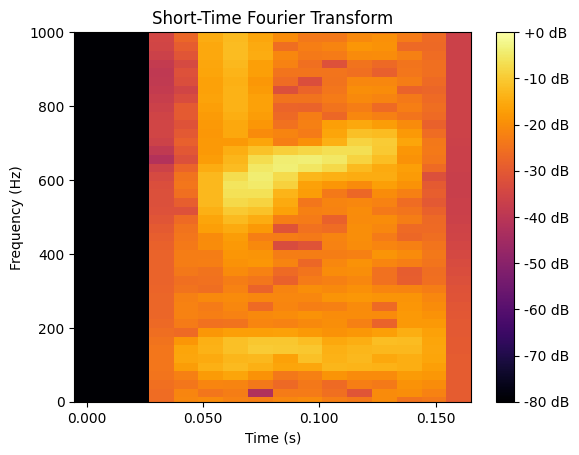 Short-Time Fourier Transform
1000
800
600
400
200
0
Frequency (Hz)
0.000
0.050
0.100
0.150
Time (s)
+0 dB
-10 dB
-20 dB
-30 dB
-40 dB
-50 dB
-60 dB
-70 dB
-80 dB